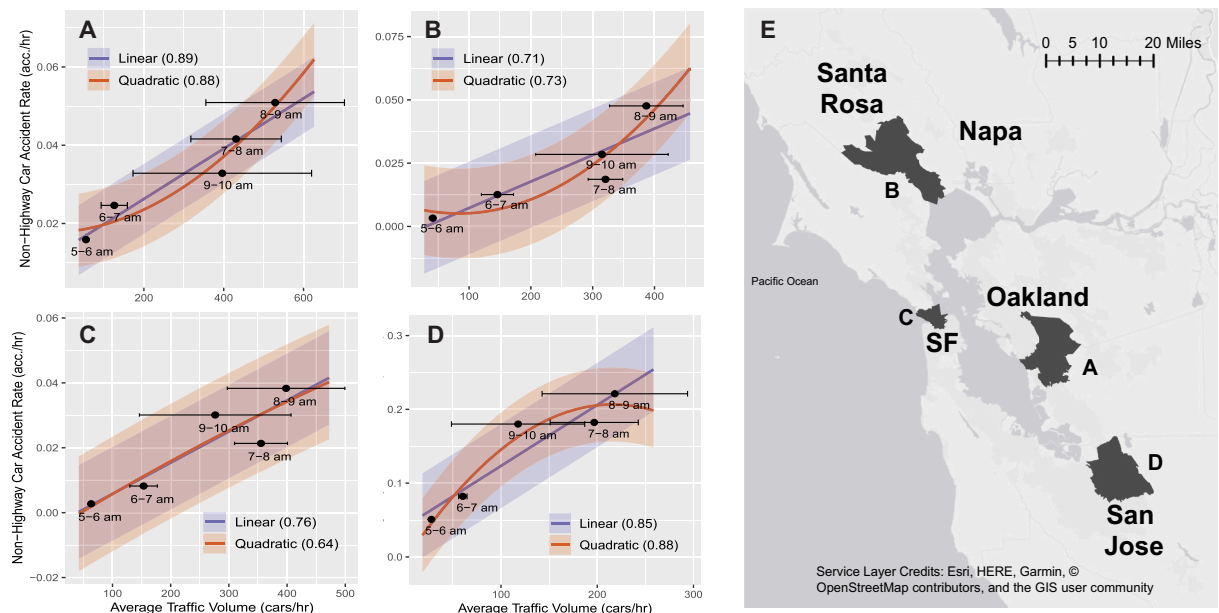 A
Non-Highway Car Accident Rate (acc./hr)
0.06
0.04
0.02
Linear (0.89)
Quadratic (0.88)
8−9 am
7−8 am
9−10 am
6−7 am
5−6 am
200
400
600
B
0.075
0.050
0.025
0.000
Linear (0.71)
Quadratic (0.73)
8−9 am
9−10 am
7−8 am
6−7 am
5−6 am
100
200
300
400
C
Non-Highway Car Accident Rate (acc./hr)
0.06
0.04
0.02
0.00
−0.02
8−9 am
9−10 am
7−8 am
6−7 am
5−6 am
Linear (0.76)
Quadratic (0.64)
100
200
300
400
500
Average Traffic Volume (cars/hr)
D
0.3
0.2
0.1
0.0
8−9 am
9−10 am
7−8 am
6−7 am
5−6 am
Linear (0.85)
Quadratic (0.88)
100
200
300
Average Traffic Volume (cars/hr)
E
0 5 10 20 Miles
Santa
Rosa
Napa
B
Pacific Ocean
Oakland
C
SF
A
D
San
Jose
Service Layer Credits: Esri, HERE, Garmin, ©
OpenStreetMap contributors, and the GIS user community